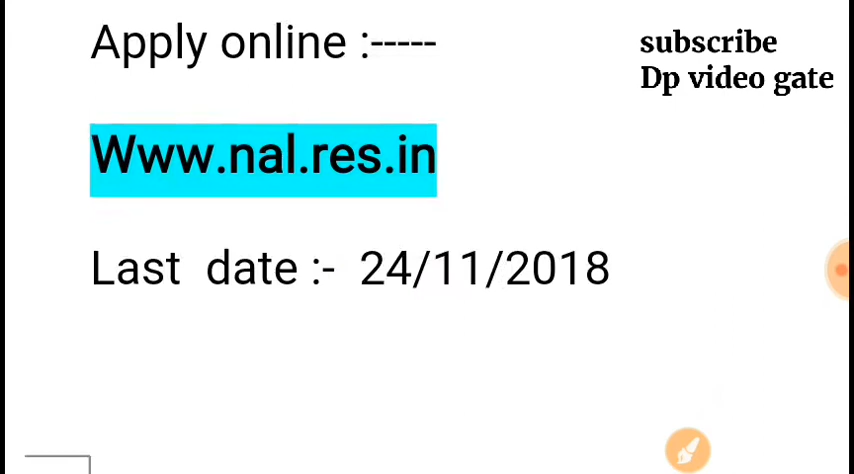 Apply online :-----
subscribe
Dp video gate
Www.nal.res.in
Last date :- 24/11/2018